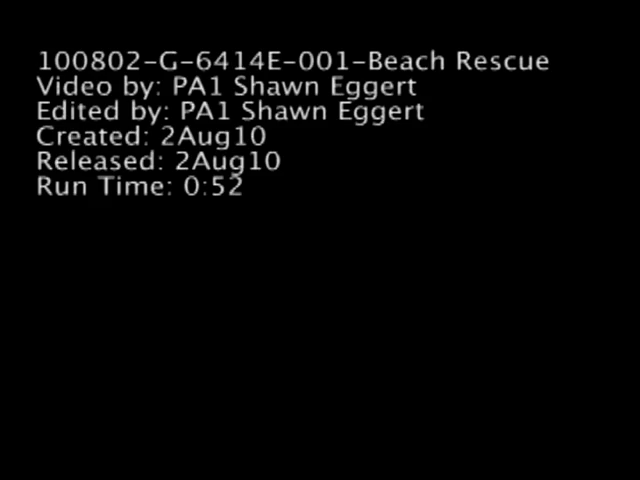 100802-G-6414E-001-Beach Rescue
Video by: PA1 Shawn Eggert
Edited by: PA1 Shawn Eggert
Created: 2Aug10
Released: 2Aug10
Run Time: 0:52